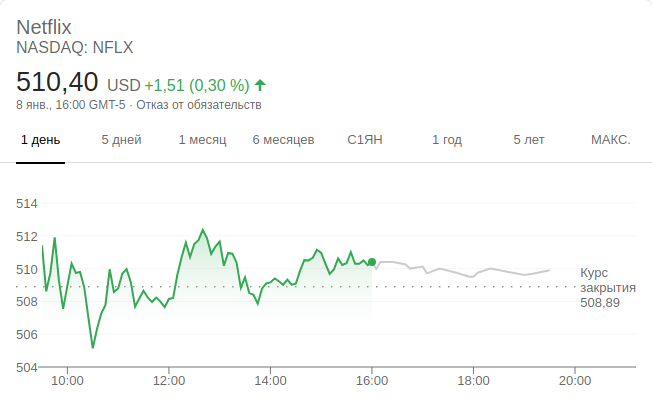 Netflix
NASDAQ: NFLX
510,40 USD +1,51 (0,30 %)
8 янв., 16:00 GMT-5 · Отказ от обязательств
1 день 5 дней 1 месяц 6 месяцев С1ЯН 1 год 5 лет МАКС.
514
512
510
508
506
504
Курс
закрытия
508,89
10:00 12:00 14:00 16:00 18:00 20:00